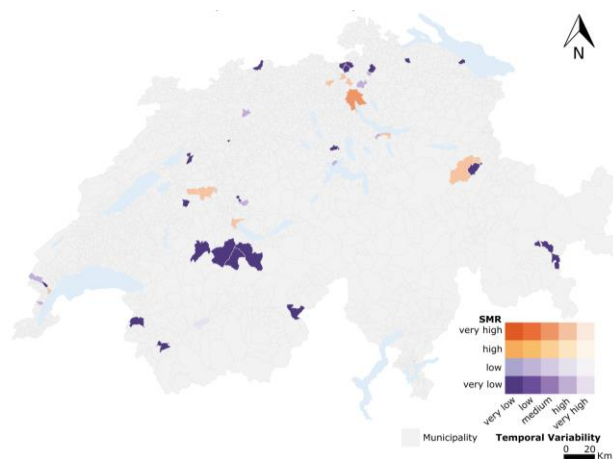 N
SMR
very high
high
low
very low
very low
low
medium
high
very high
Municipality
Temporal Variability
0 20
Km